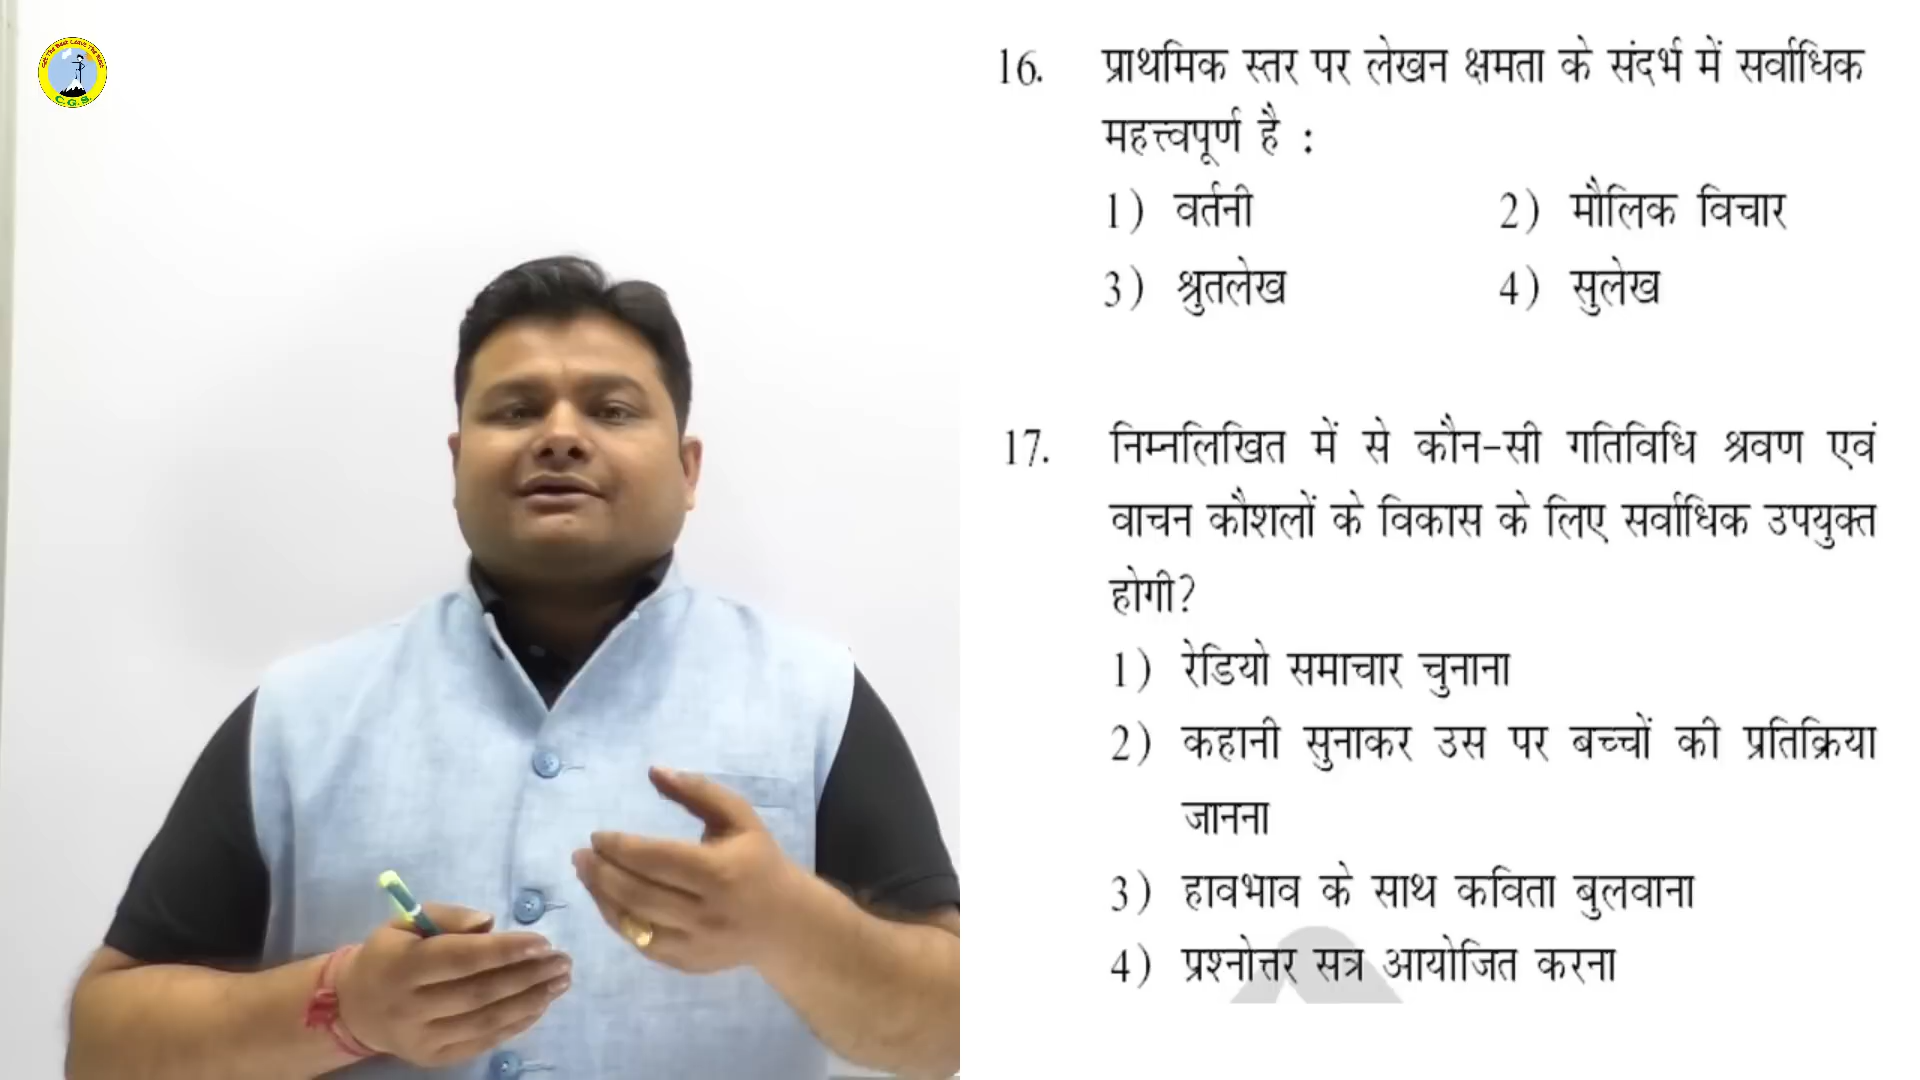 C.G.S.
16. प्राथमिक स्तर पर लेखन क्षमता के संदर्भ में सर्वाधिक
महत्त्वपूर्ण है :
1) वर्तनी 2) मौलिक विचार
3) श्रुतलेख 4) सुलेख
17. निम्नलिखित में से कौन-सी गतिविधि श्रवण एवं
वाचन कौशलों के विकास के लिए सर्वाधिक उपयुक्त
होगी?
1) रेडियो समाचार चुनाना
2) कहानी सुनाकर उस पर बच्चों की प्रतिक्रिया
जानना
3) हावभाव के साथ कविता बुलवाना
4) प्रश्नोत्तर सत्र आयोजित करना